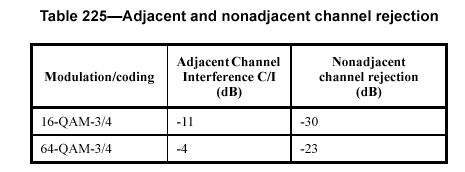 Table 225—Adjacent and nonadjacent channel rejection
Modulation/coding
Adjacent Channel
Interference C/I
(dB)
Nonadjacent
channel rejection
(dB)
16-QAM-3/4 -11 -30
64-QAM-3/4 -4 -23